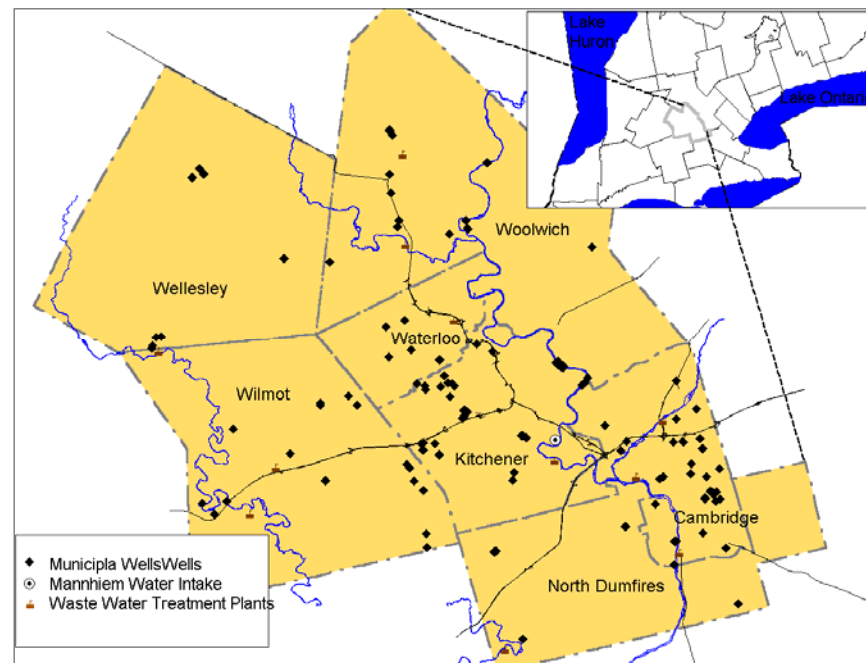 Lake
Huron
Lake Ontari
Woolwich
Wellesley
Waterloo
Wilmot
Kitchener
Cambridge
North Dumfires
Municipla WellsWells
Mannhiem Water Intake
Waste Water Treatment Plants